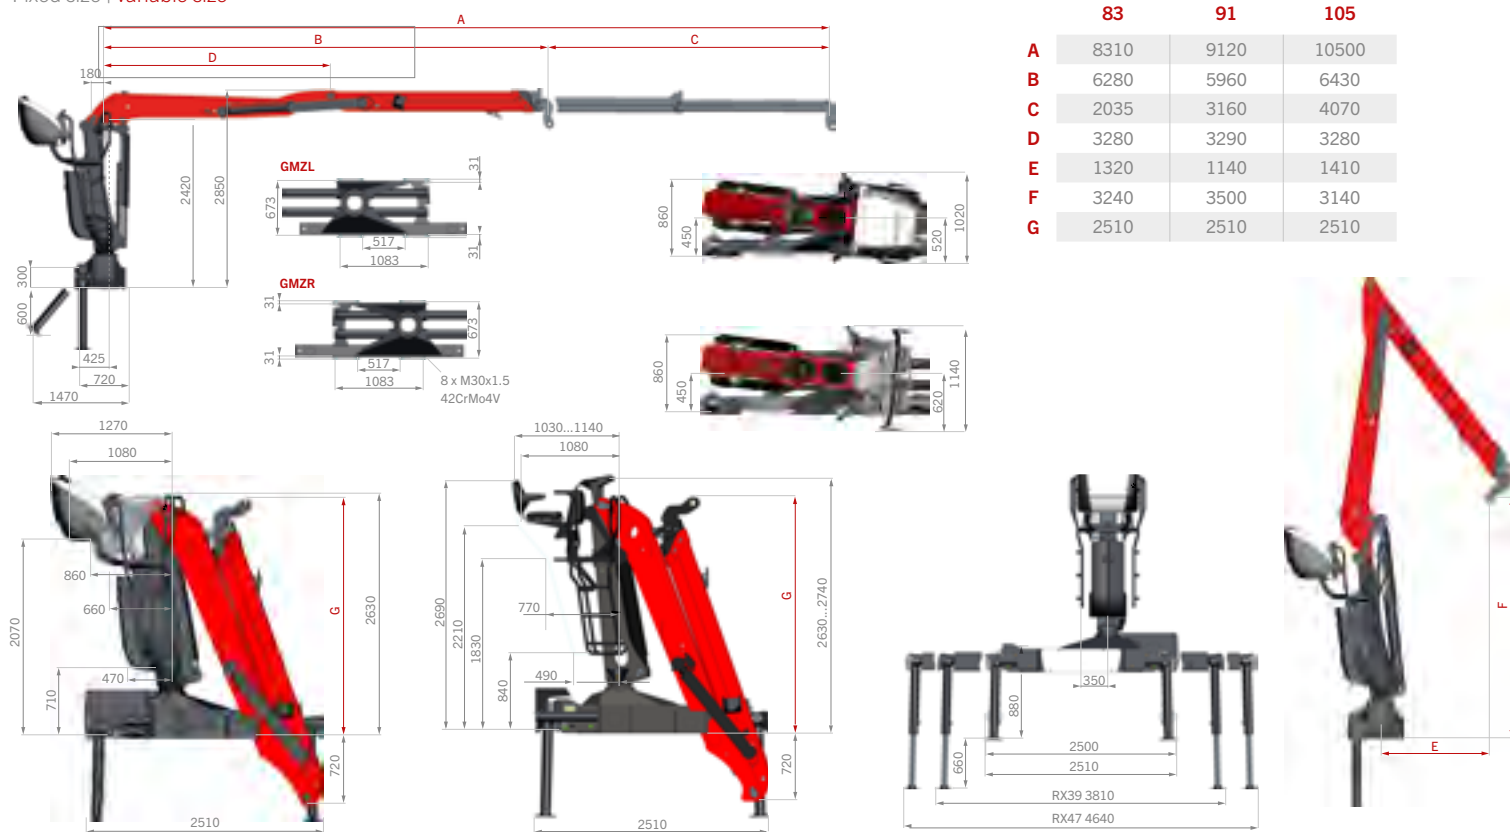 Fixed size | Variable size
A
B
C
D
180
2420
2850
300
600
425
720
1470
GMZL
31
673
517
1083
31
GMZR
31
673
31
517
1083
8 x M30x1.5
42CrMo4V
860
450
520
1020
860
450
620
1140
83 91 105
A 8310 9120 10500
B 6280 5960 6430
C 2035 3160 4070
D 3280 3290 3280
E 1320 1140 1410
F 3240 3500 3140
G 2510 2510 2510
1270
1080
860
660
470
2070
710
G
2630
720
2510
1030...1140
1080
2690
2210
1830
770
490
840
G
2630...2740
720
2510
350
880
660
2500
2510
RX39 3810
RX47 4640
F
E